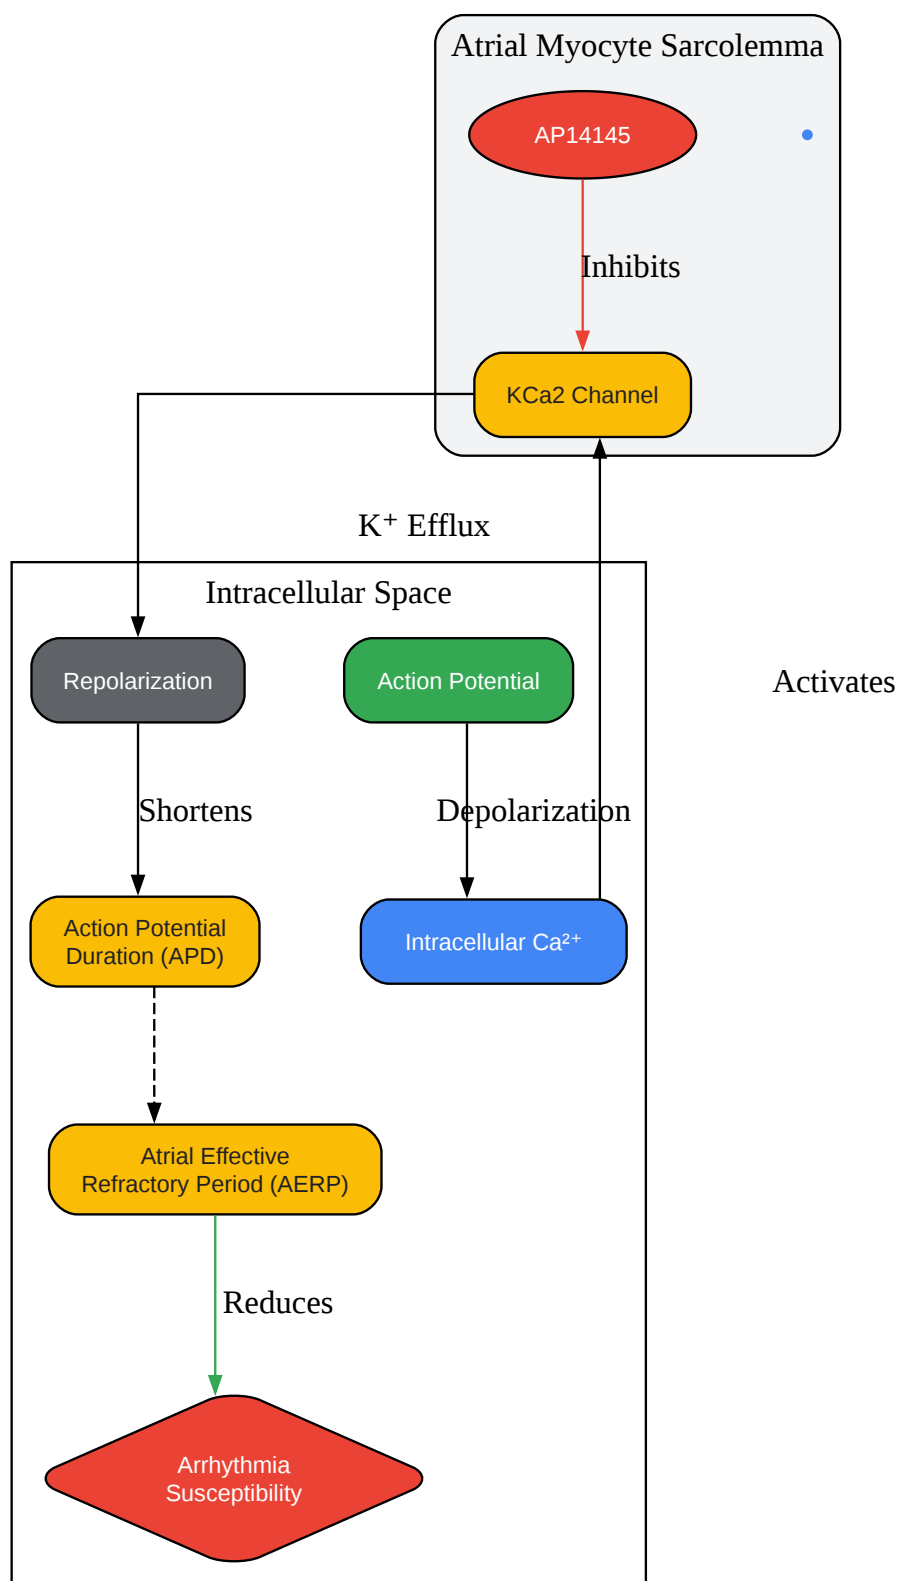 Atrial Myocyte Sarcolemma
AP14145
Inhibits
KCa2 Channel
K⁺ Efflux
Intracellular Space
Repolarization
Action Potential
Activates
Shortens
Depolarization
Action Potential
Duration (APD)
Intracellular Ca²⁺
Atrial Effective
Refractory Period (AERP)
Reduces
Arrhythmia
Susceptibility